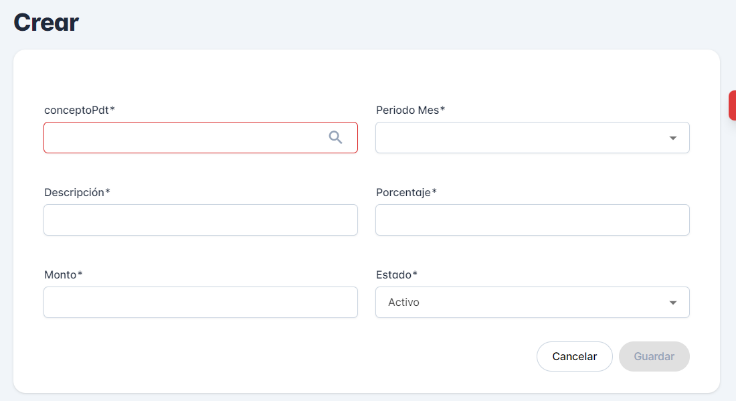 Crear
conceptoPdt*
Periodo Mes*
Descripción*
Porcentaje*
Monto*
Estado*
Activo
Cancelar
Guardar